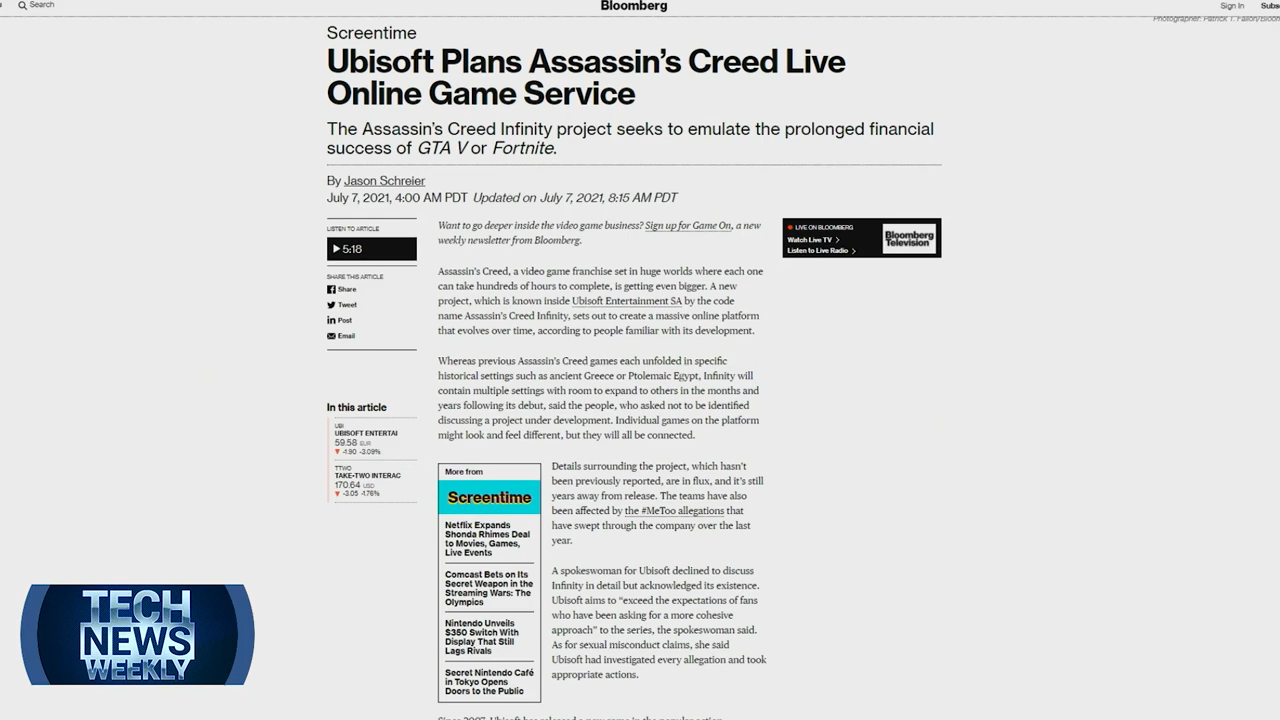 Search
Bloomberg
Sign In
Subs
Photographer: Patrick T. Fallon/Bloom
Screentime
Ubisoft Plans Assassin's Creed Live
Online Game Service
The Assassin's Creed Infinity project seeks to emulate the prolonged financial
success of GTA V or Fortnite.
By Jason Schreier
July 7, 2021, 4:00 AM PDT Updated on July 7, 2021, 8:15 AM PDT
LISTEN TO ARTICLE
5:18
SHARE THIS ARTICLE
Share
Tweet
Post
Email
In this article
UBI
UBISOFT ENTERTAI
59.58 EUR
▼ -1.90 -3.09%
TTWO
TAKE-TWO INTERAC
170.64 USD
▼ -3.05 -1.76%
Want to go deeper inside the video game business? Sign up for Game On, a new
weekly newsletter from Bloomberg.
Assassin's Creed, a video game franchise set in huge worlds where each one
can take hundreds of hours to complete, is getting even bigger. A new
project, which is known inside Ubisoft Entertainment SA by the code
name Assassin's Creed Infinity, sets out to create a massive online platform
that evolves over time, according to people familiar with its development.
Whereas previous Assassin's Creed games each unfolded in specific
historical settings such as ancient Greece or Ptolemaic Egypt, Infinity will
contain multiple settings with room to expand to others in the months and
years following its debut, said the people, who asked not to be identified
discussing a project under development. Individual games on the platform
might look and feel different, but they will all be connected.
More from
Screentime
Netflix Expands
Shonda Rhimes Deal
to Movies, Games,
Live Events
Comcast Bets on Its
Secret Weapon in the
Streaming Wars: The
Olympics
Nintendo Unveils
$350 Switch With
Display That Still
Lags Rivals
Secret Nintendo Café
in Tokyo Opens
Doors to the Public
Details surrounding the project, which hasn't
been previously reported, are in flux, and it's still
years away from release. The teams have also
been affected by the #MeToo allegations that
have swept through the company over the last
year.
A spokeswoman for Ubisoft declined to discuss
Infinity in detail but acknowledged its existence.
Ubisoft aims to “exceed the expectations of fans
who have been asking for a more cohesive
approach” to the series, the spokeswoman said.
As for sexual misconduct claims, she said
Ubisoft had investigated every allegation and took
appropriate actions.
Since 2007, Ubisoft has released a new game in the popular action
LIVE ON BLOOMBERG
Watch Live TV
Listen to Live Radio
Bloomberg
Television
TECH
NEWS
WEEKLY